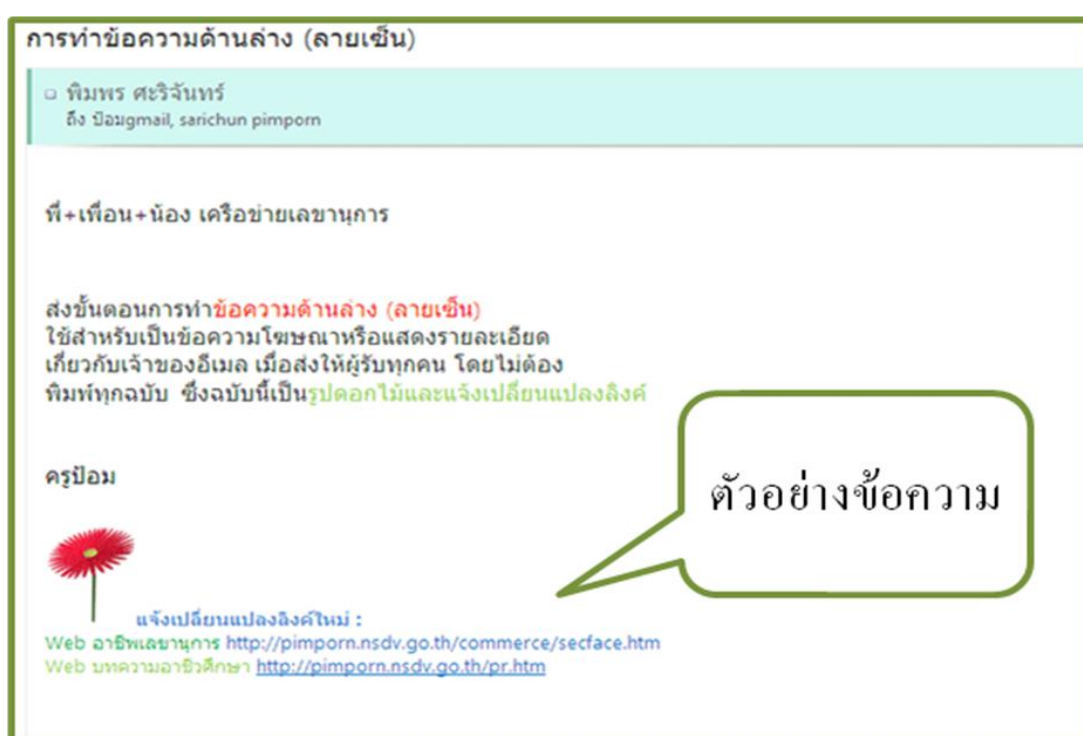 การทำข้อความด้านล่าง (ลายเซ็น)
พิมพร ศะริจันทร์
ถึง ป้อมgmail, sarichun pimporn
พี่+เพื่อน+น้อง เครือข่ายเลขานุการ
ส่งขั้นตอนการทำข้อความด้านล่าง (ลายเซ็น)
ใช้สำหรับเป็นข้อความโฆษณาหรือแสดงรายละเอียด
เกี่ยวกับเจ้าของอีเมล เมื่อส่งให้ผู้รับทุกคน โดยไม่ต้อง
พิมพ์ทุกฉบับ ซึ่งฉบับนี้เป็นรูปดอกไม้และแจ้งเปลี่ยนแปลงลิงค์
ครูป้อม
ตัวอย่างข้อความ
แจ้งเปลี่ยนแปลงลิงค์ใหม่ :
Web อาชีพเลขานุการ http://pimporn.nsdv.go.th/commerce/secface.htm
Web บทความอาชีวศึกษา http://pimporn.nsdv.go.th/pr.htm